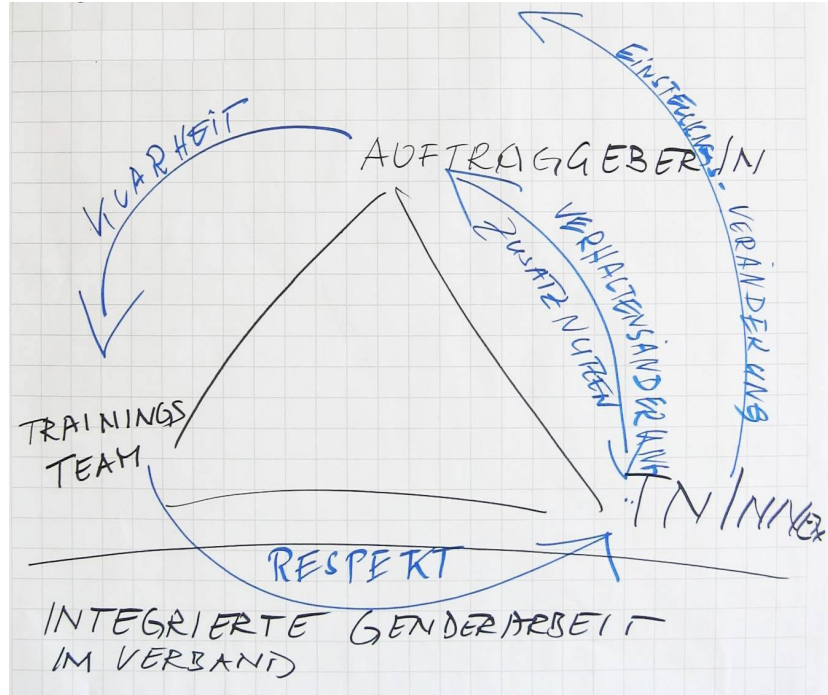 EINSTELLUNGS-VERÄNDERUNG
KLARHEIT
AUFTRAGGEBER/IN
VERHALTENSÄNDERUNG
ZUSATZNUTZEN
TRAININGS
TEAM
TN/INNEN
RESPEKT
INTEGRIERTE GENDERARBEIT
IM VERBAND